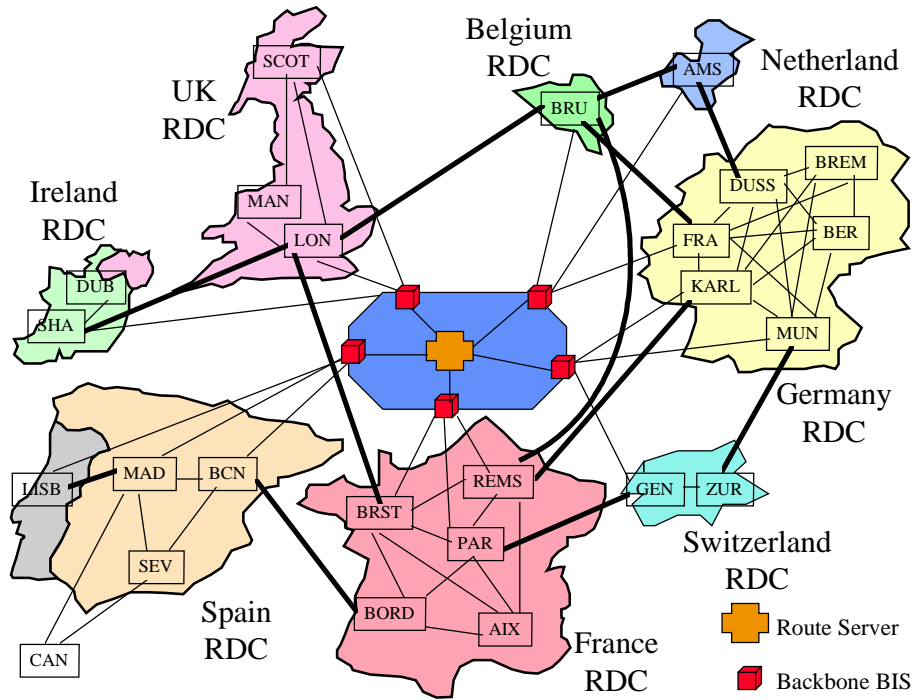 SCOT
Belgium
RDC
AMS
Netherland
RDC
UK
RDC
BRU
BREM
DUSS
Ireland
RDC
MAN
LON
FRA
BER
DUB
KARL
SHA
MUN
Germany
RDC
LISB
MAD
BCN
REMS
GEN
ZUR
BRST
PAR
Switzerland
RDC
SEV
Spain
RDC
BORD
AIX
France
RDC
CAN
Route Server
Backbone BIS